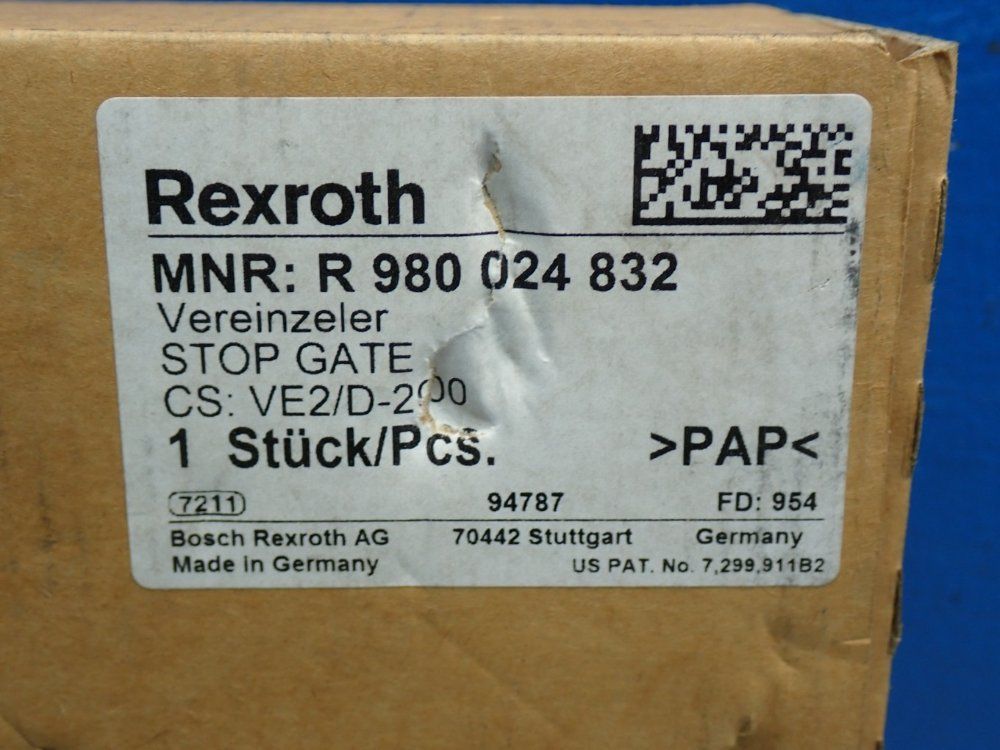 Rexroth
MNR: R 980 024 832
Vereinzeler
STOP GATE
CS: VE2/D-200
1 Stück/Pcs.
>PAP<
7211 94787 FD: 954
Bosch Rexroth AG 70442 Stuttgart Germany
Made in Germany US PAT. No. 7,299,911B2